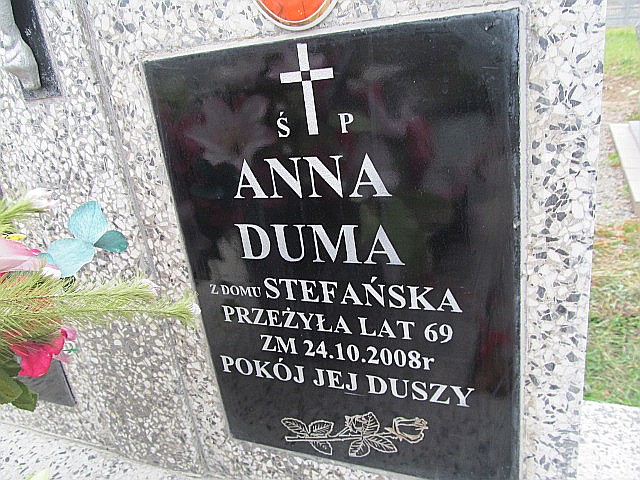 Ś P
ANNA
DUMA
Z DOMU STEFAŃSKA
PRZEŻYŁA LAT 69
ZM 24.10.2008r
POKÓJ JEJ DUSZY